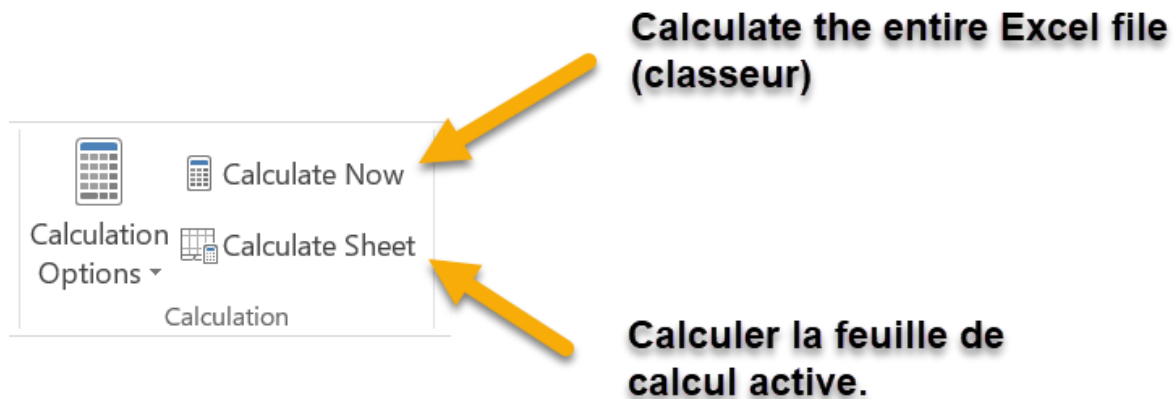 Calculate the entire Excel file
(classeur)
Calculate Now
Calculation
Options
Calculate Sheet
Calculation
Calculer la feuille de
calcul active.